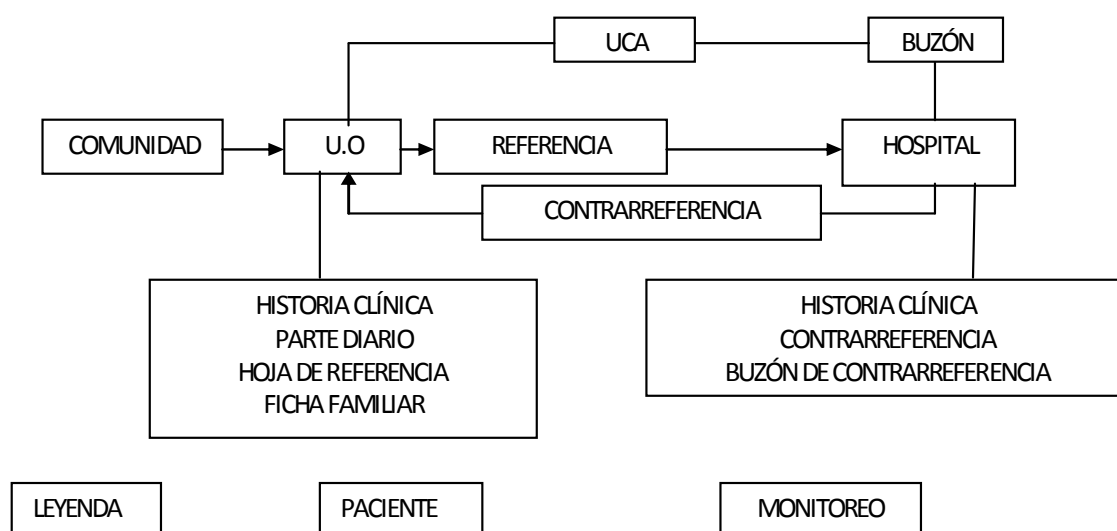 UCA
BUZÓN
COMUNIDAD
U.O
REFERENCIA
HOSPITAL
CONTRARREFERENCIA
HISTORIA CLÍNICA
PARTE DIARIO
HOJA DE REFERENCIA
FICHA FAMILIAR
HISTORIA CLÍNICA
CONTRARREFERENCIA
BUZÓN DE CONTRARREFERENCIA
LEYENDA
PACIENTE
MONITOREO